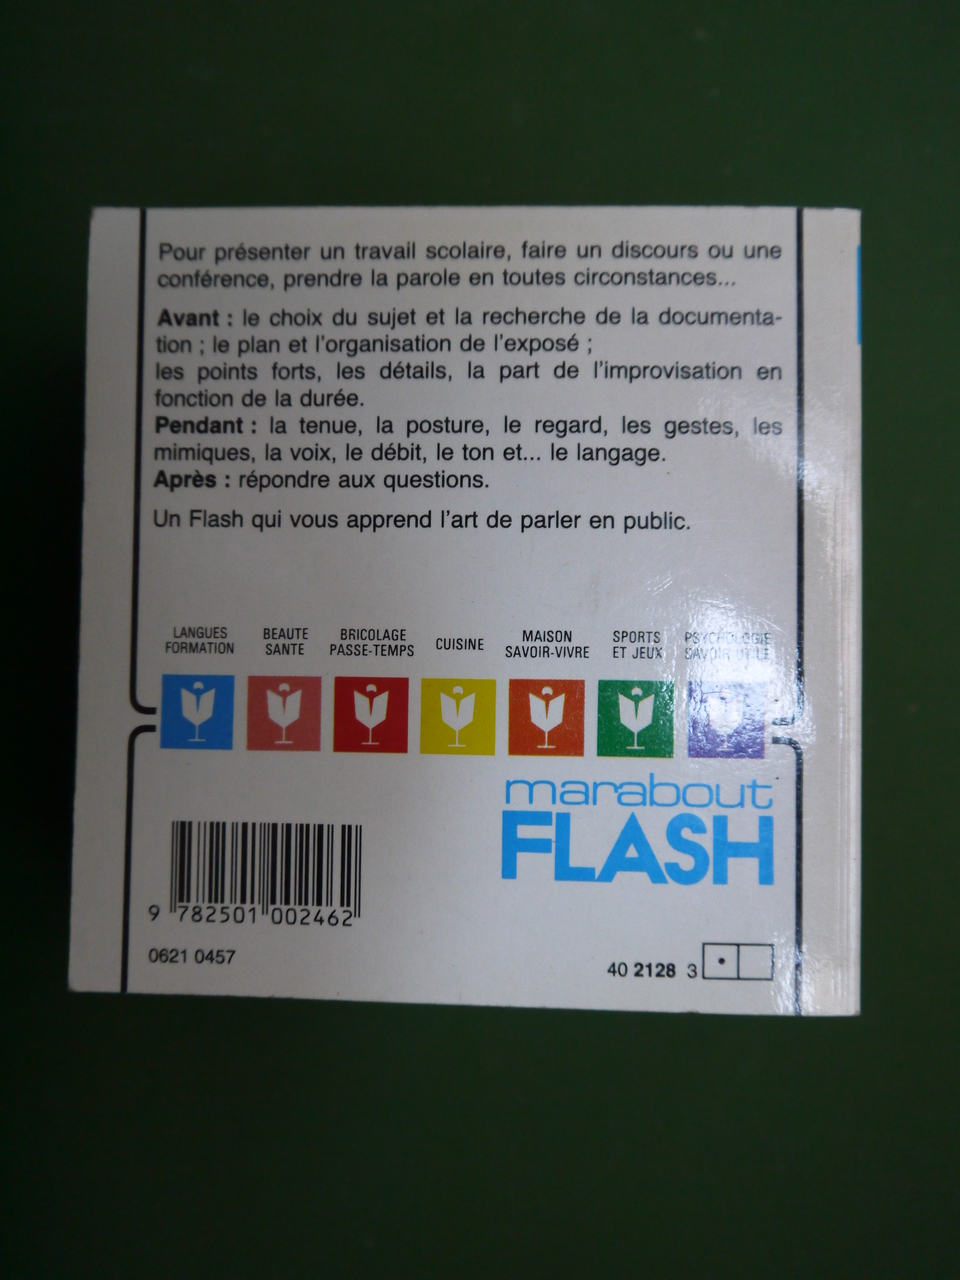 Pour présenter un travail scolaire, faire un discours ou une
conférence, prendre la parole en toutes circonstances...
Avant : le choix du sujet et la recherche de la documenta-
tion ; le plan et l'organisation de l'exposé ;
les points forts, les détails, la part de l'improvisation en
fonction de la durée.
Pendant : la tenue, la posture, le regard, les gestes, les
mimiques, la voix, le débit, le ton et... le langage.
Après : répondre aux questions.
Un Flash qui vous apprend l'art de parler en public.
LANGUES
FORMATION
BEAUTE
SANTE
BRICOLAGE
PASSE-TEMPS
CUISINE
MAISON
SAVOIR-VIVRE
SPORTS
ET JEUX
PSYCHOLOGIE
SAVOIR UTILE
marabout
FLASH
9 782501 002462
0621 0457
40 2128 3